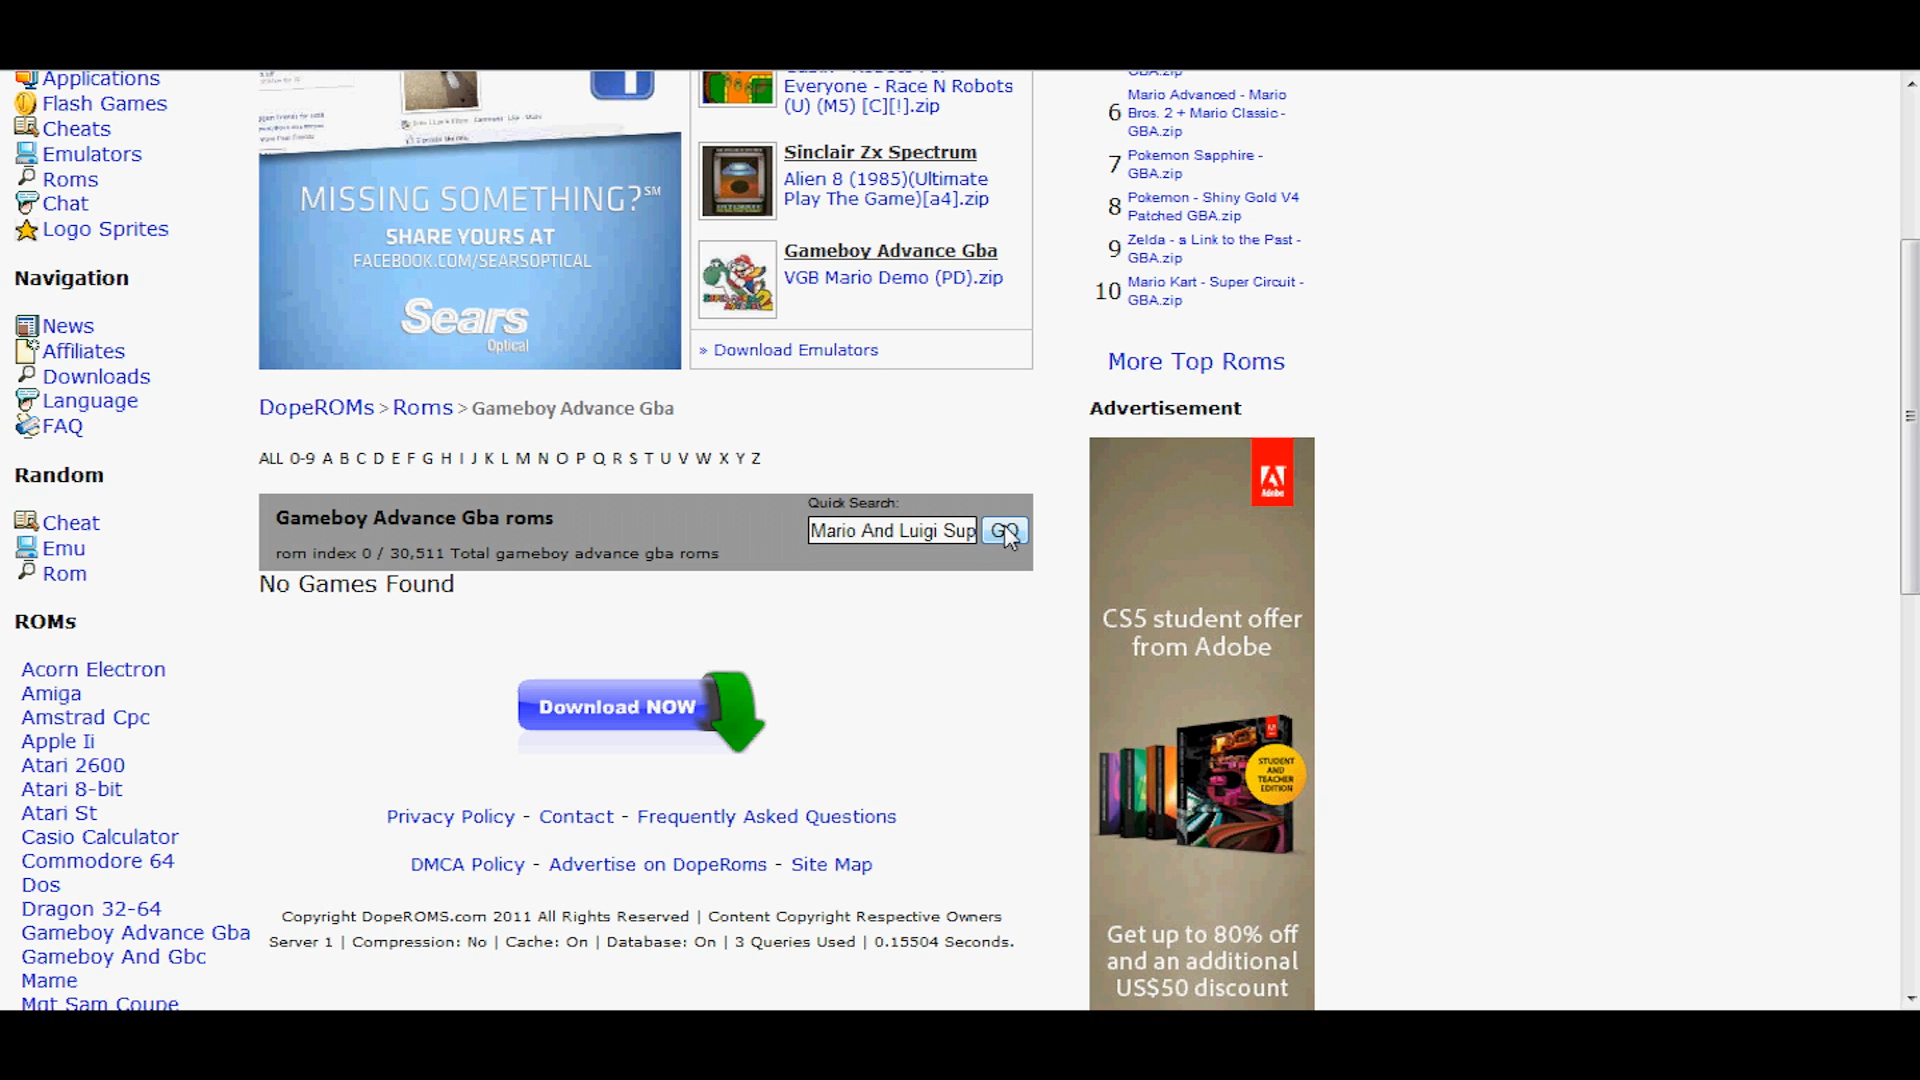 Applications
Flash Games
Cheats
Emulators
Roms
Chat
Logo Sprites
Navigation
News
Affiliates
Downloads
Language
FAQ
Random
Cheat
Emu
Rom
ROMs
Acorn Electron
Amiga
Amstrad Cpc
Apple Ii
Atari 2600
Atari 8-bit
Atari St
Casio Calculator
Commodore 64
Dos
Dragon 32-64
Gameboy Advance Gba
Gameboy And Gbc
Mame
Mgt Sam Coupe
MISSING SOMETHING?℠
SHARE YOURS AT
FACEBOOK.COM/SEARSOPTICAL
Sears
Optical
Everyone - Race N Robots
(U) (M5) [C][!].zip
Sinclair Zx Spectrum
Alien 8 (1985)(Ultimate
Play The Game)[a4].zip
Gameboy Advance Gba
VGB Mario Demo (PD).zip
» Download Emulators
DopeROMs > Roms > Gameboy Advance Gba
ALL 0-9 A B C D E F G H I J K L M N O P Q R S T U V W X Y Z
Gameboy Advance Gba roms
rom index 0 / 30,511 Total gameboy advance gba roms
Quick Search:
Mario And Luigi Sup GO
No Games Found
Download NOW
Privacy Policy - Contact - Frequently Asked Questions
DMCA Policy - Advertise on DopeRoms - Site Map
Copyright DopeROMS.com 2011 All Rights Reserved | Content Copyright Respective Owners
Server 1 | Compression: No | Cache: On | Database: On | 3 Queries Used | 0.15504 Seconds.
GBA.zip
6 Mario Advanced - Mario
Bros. 2 + Mario Classic -
GBA.zip
7 Pokemon Sapphire -
GBA.zip
8 Pokemon - Shiny Gold V4
Patched GBA.zip
9 Zelda - a Link to the Past -
GBA.zip
10 Mario Kart - Super Circuit -
GBA.zip
More Top Roms
Advertisement
Adobe
CS5 student offer
from Adobe
STUDENT
AND
TEACHER
EDITION
Get up to 80% off
and an additional
US$50 discount